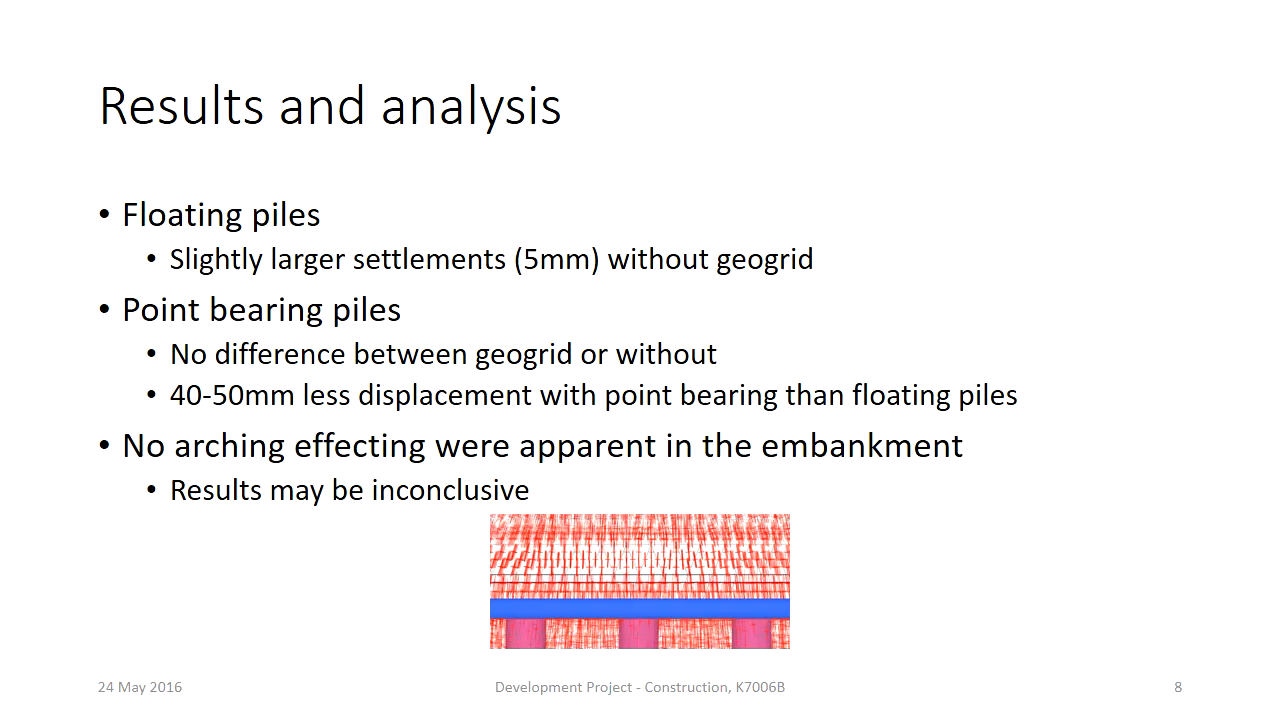 Results and analysis
• Floating piles
• Slightly larger settlements (5mm) without geogrid
• Point bearing piles
• No difference between geogrid or without
• 40-50mm less displacement with point bearing than floating piles
• No arching effecting were apparent in the embankment
• Results may be inconclusive
24 May 2016
Development Project - Construction, K7006B
8